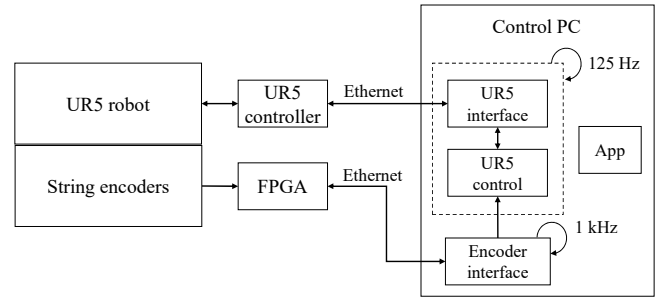 Control PC
125 Hz
UR5 robot
UR5
controller
Ethernet
UR5
interface
App
String encoders
FPGA
Ethernet
UR5
control
1 kHz
Encoder
interface